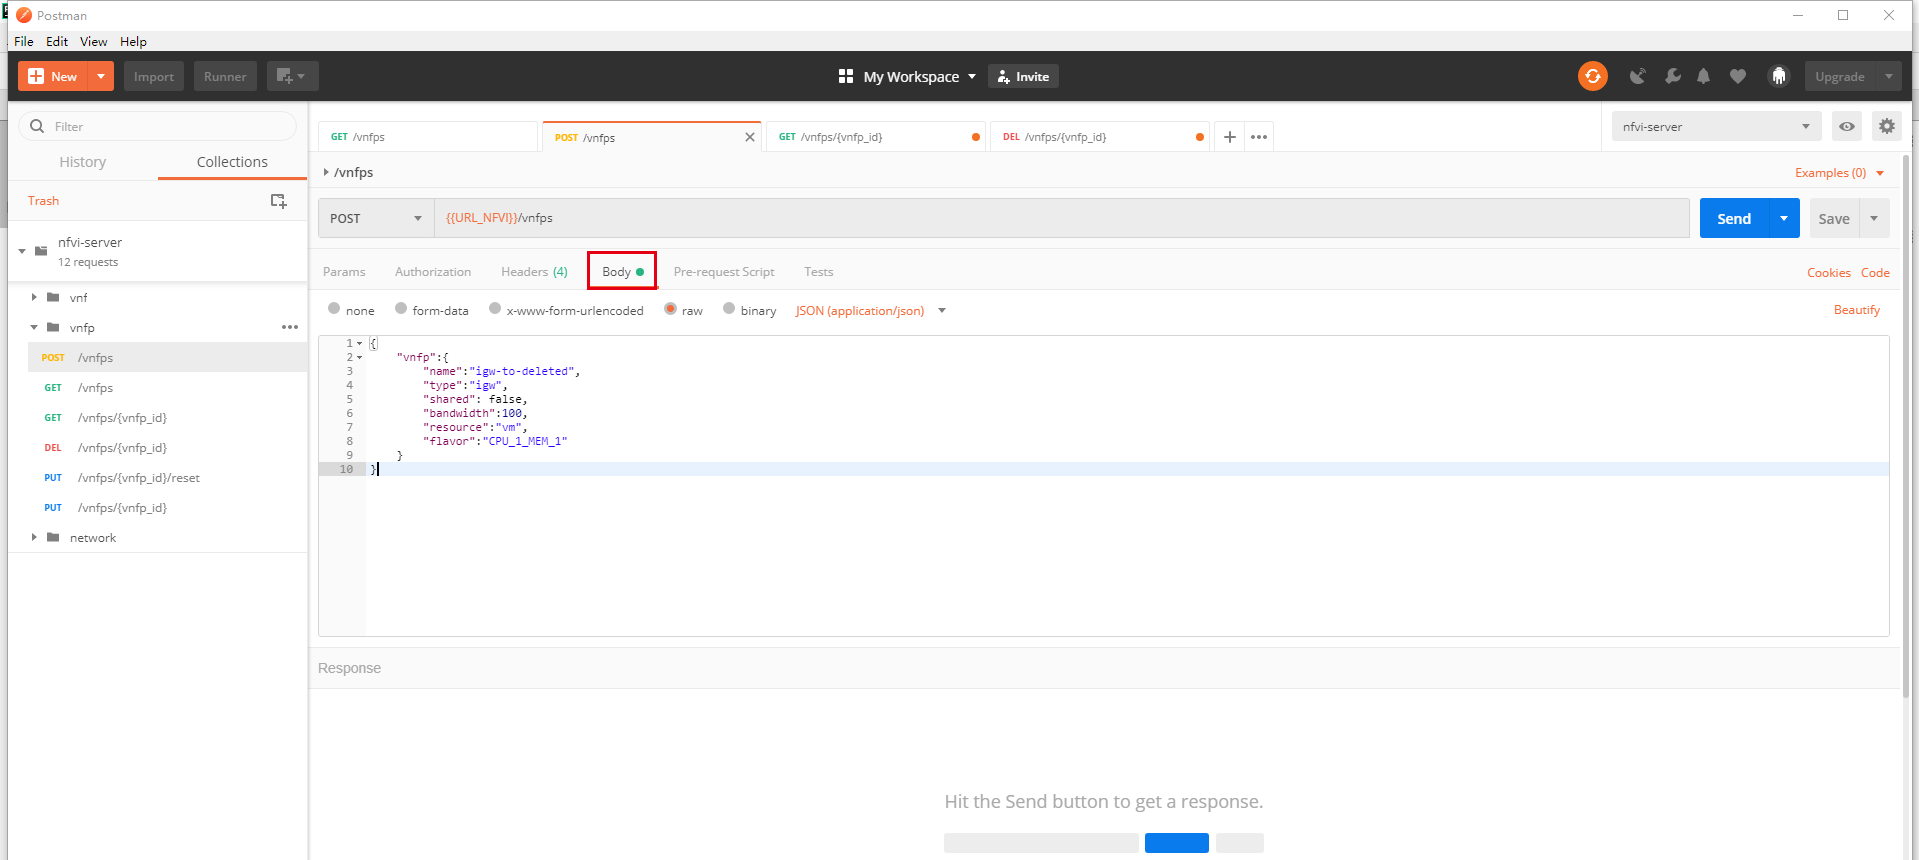 Postman
File Edit View Help
New Import Runner My Workspace Invite Upgrade
Filter
History Collections
Trash
nfvi-server
12 requests
vnf
vnfp
POST /vnfps
GET /vnfps
GET /vnfps/{vnfp_id}
DEL /vnfps/{vnfp_id}
PUT /vnfps/{vnfp_id}/reset
PUT /vnfps/{vnfp_id}
network
GET /vnfps POST /vnfps GET /vnfps/{vnfp_id} DEL /vnfps/{vnfp_id} nfvi-server
/vnfps Examples (0)
POST {{URL_NFVI}}/vnfps Send Save
Params Authorization Headers (4) Body Pre-request Script Tests Cookies Code
none form-data x-www-form-urlencoded raw binary JSON (application/json) Beautify
1 {
2 "vnfp":{
3 "name":"igw-to-deleted",
4 "type":"igw",
5 "shared": false,
6 "bandwidth":100,
7 "resource":"vm",
8 "flavor":"CPU_1_MEM_1"
9 }
10 }
Response
Hit the Send button to get a response.